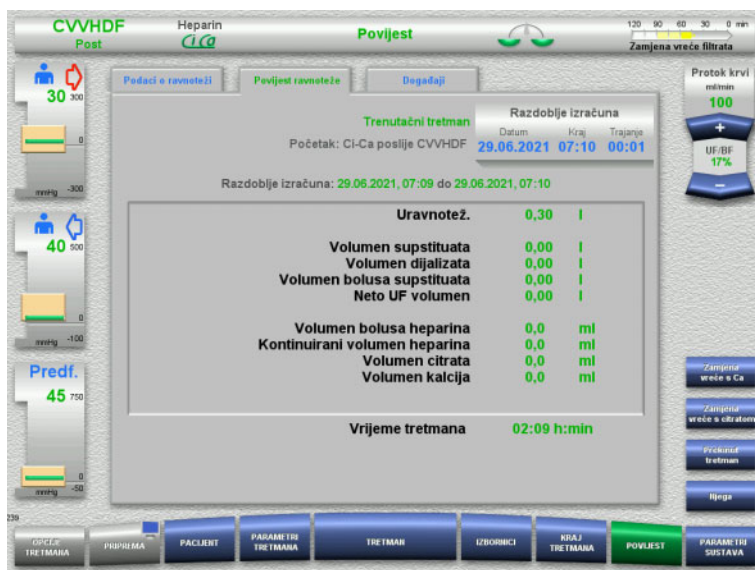 CVVHDF
Post
Heparin
Ci Ca
Povijest
120 90 60 30 0 min
Zamjena vreće filtrata
30
300
0
mmHg -300
40
500
0
mmHg -100
Predf.
45
750
0
mmHg -50
Podaci o ravnoteži
Povijest ravnoteže
Događaji
Trenutačni tretman
Početak: Ci-Ca poslije CVVHDF
Razdoblje izračuna
Datum Kraj Trajanje
29.06.2021 07:10 00:01
Razdoblje izračuna: 29.06.2021, 07:09 do 29.06.2021, 07:10
Uravnotež. 0,30 l
Volumen supstituata 0,00 l
Volumen dijalizata 0,00 l
Volumen bolusa supstituata 0,00 l
Neto UF volumen 0,00 l
Volumen bolusa heparina 0,0 ml
Kontinuirani volumen heparina 0,0 ml
Volumen citrata 0,0 ml
Volumen kalcija 0,0 ml
Vrijeme tretmana 02:09 h:min
Protok krvi
ml/min
100
+
UF/BF
17%
−
Zamjena
vreće s Ca
Zamjena
vreće s citratom
Prekinuti
tretman
Njega
239
OPCIJE
TRETMANA
PRIPREMA
PACIJENT
PARAMETRI
TRETMANA
TRETMAN
IZBORNICI
KRAJ
TRETMANA
POVIJEST
PARAMETRI
SUSTAVA